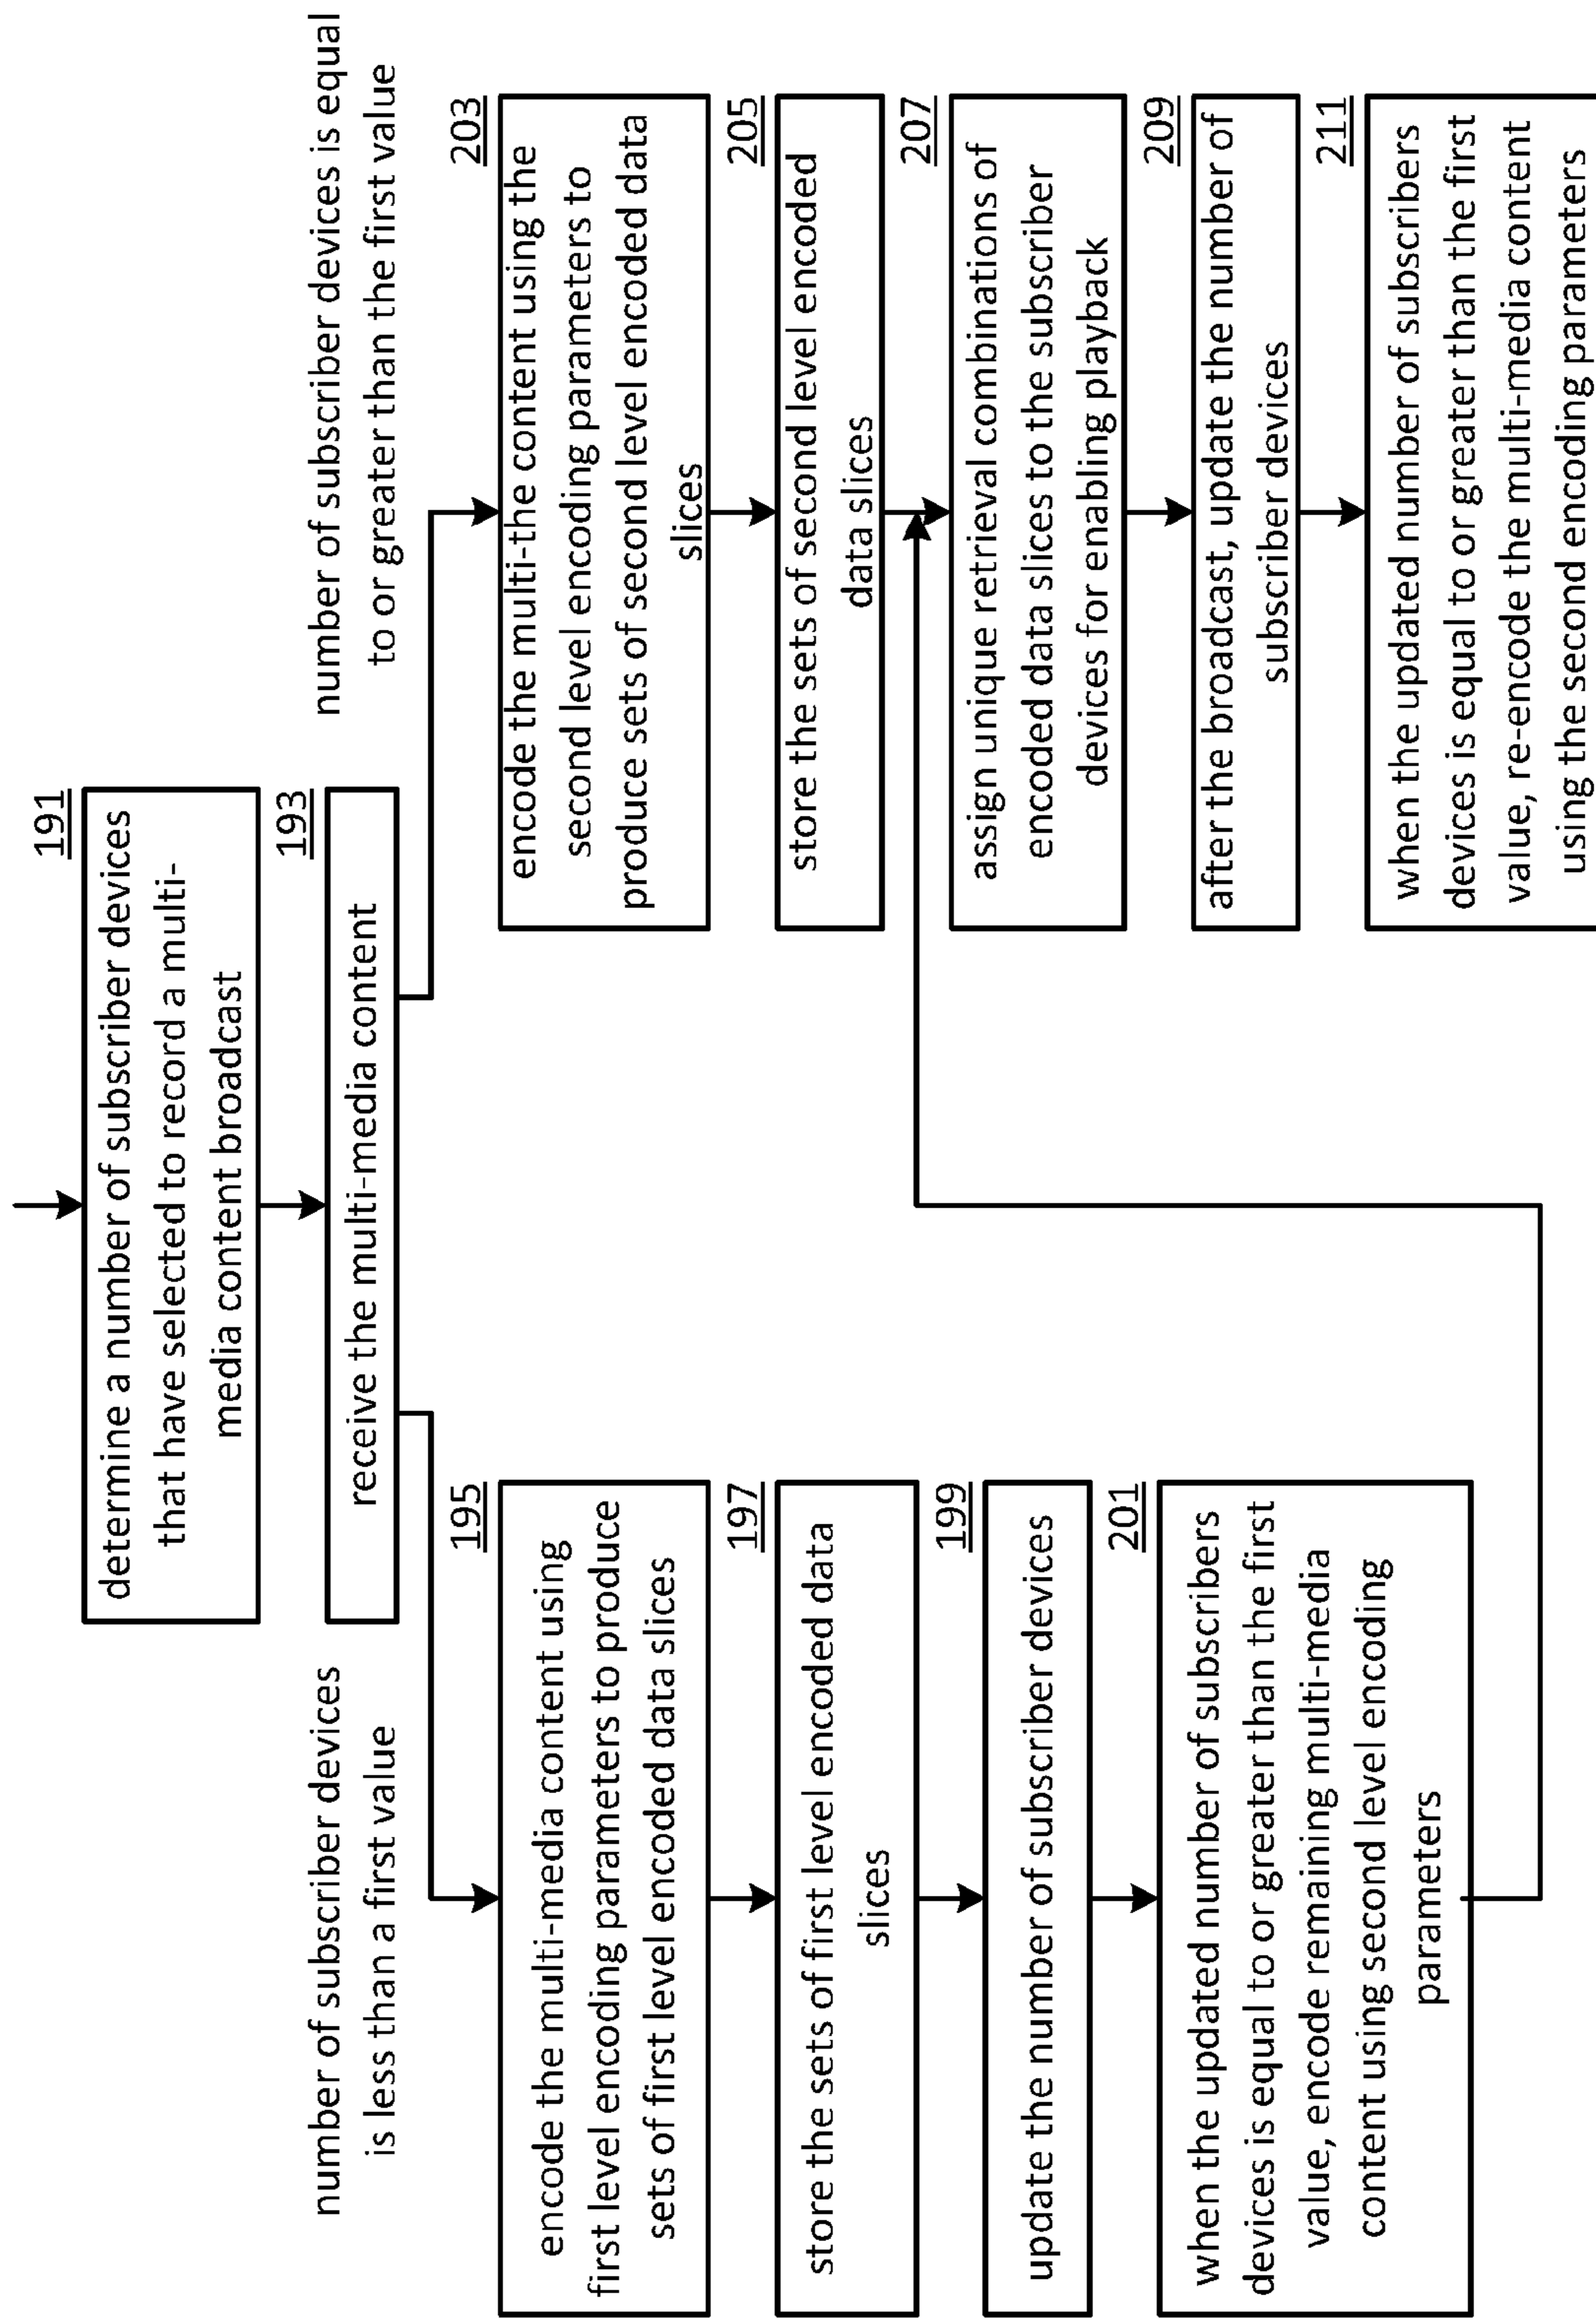 191
determine a number of subscriber devices
that have selected to record a multi-
media content broadcast
193
receive the multi-media content
number of subscriber devices
is less than a first value
195
encode the multi-media content using
first level encoding parameters to produce
sets of first level encoded data slices
197
store the sets of first level encoded data
slices
199
update the number of subscriber devices
201
when the updated number of subscribers
devices is equal to or greater than the first
value, encode remaining multi-media
content using second level encoding
parameters
number of subscriber devices is equal
to or greater than the first value
203
encode the multi-the content using the
second level encoding parameters to
produce sets of second level encoded data
slices
205
store the sets of second level encoded
data slices
207
assign unique retrieval combinations of
encoded data slices to the subscriber
devices for enabling playback
209
after the broadcast, update the number of
subscriber devices
211
when the updated number of subscribers
devices is equal to or greater than the first
value, re-encode the multi-media content
using the second encoding parameters